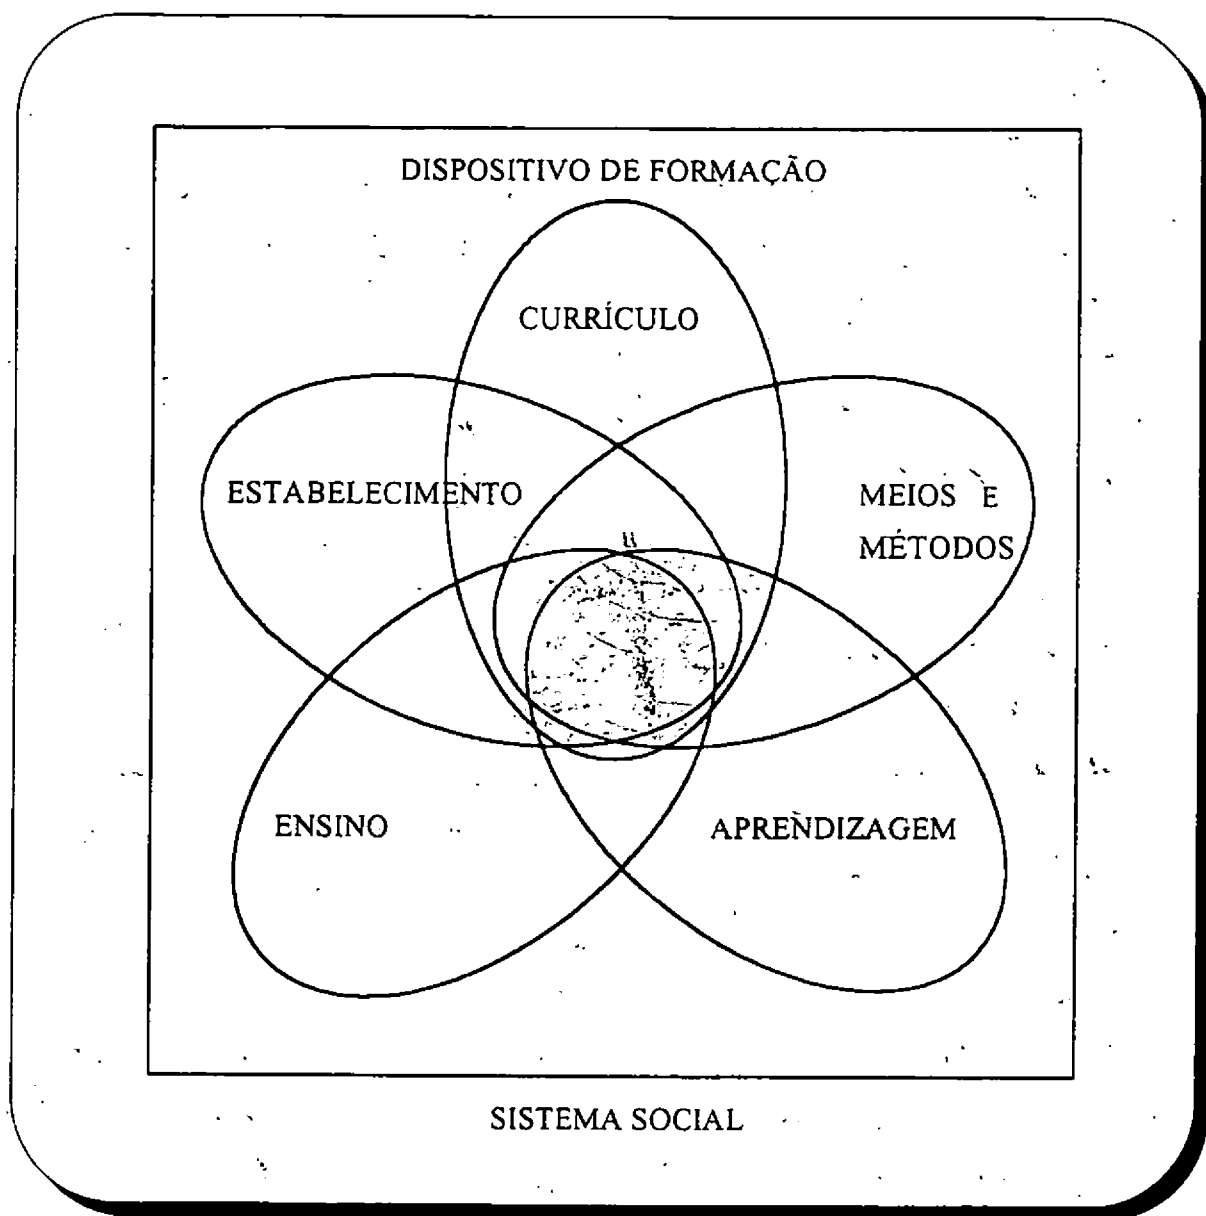 DISPOSITIVO DE FORMAÇÃO
CURRÍCULO
ESTABELECIMENTO
MEIOS E
MÉTODOS
ENSINO
APRENDIZAGEM
SISTEMA SOCIAL